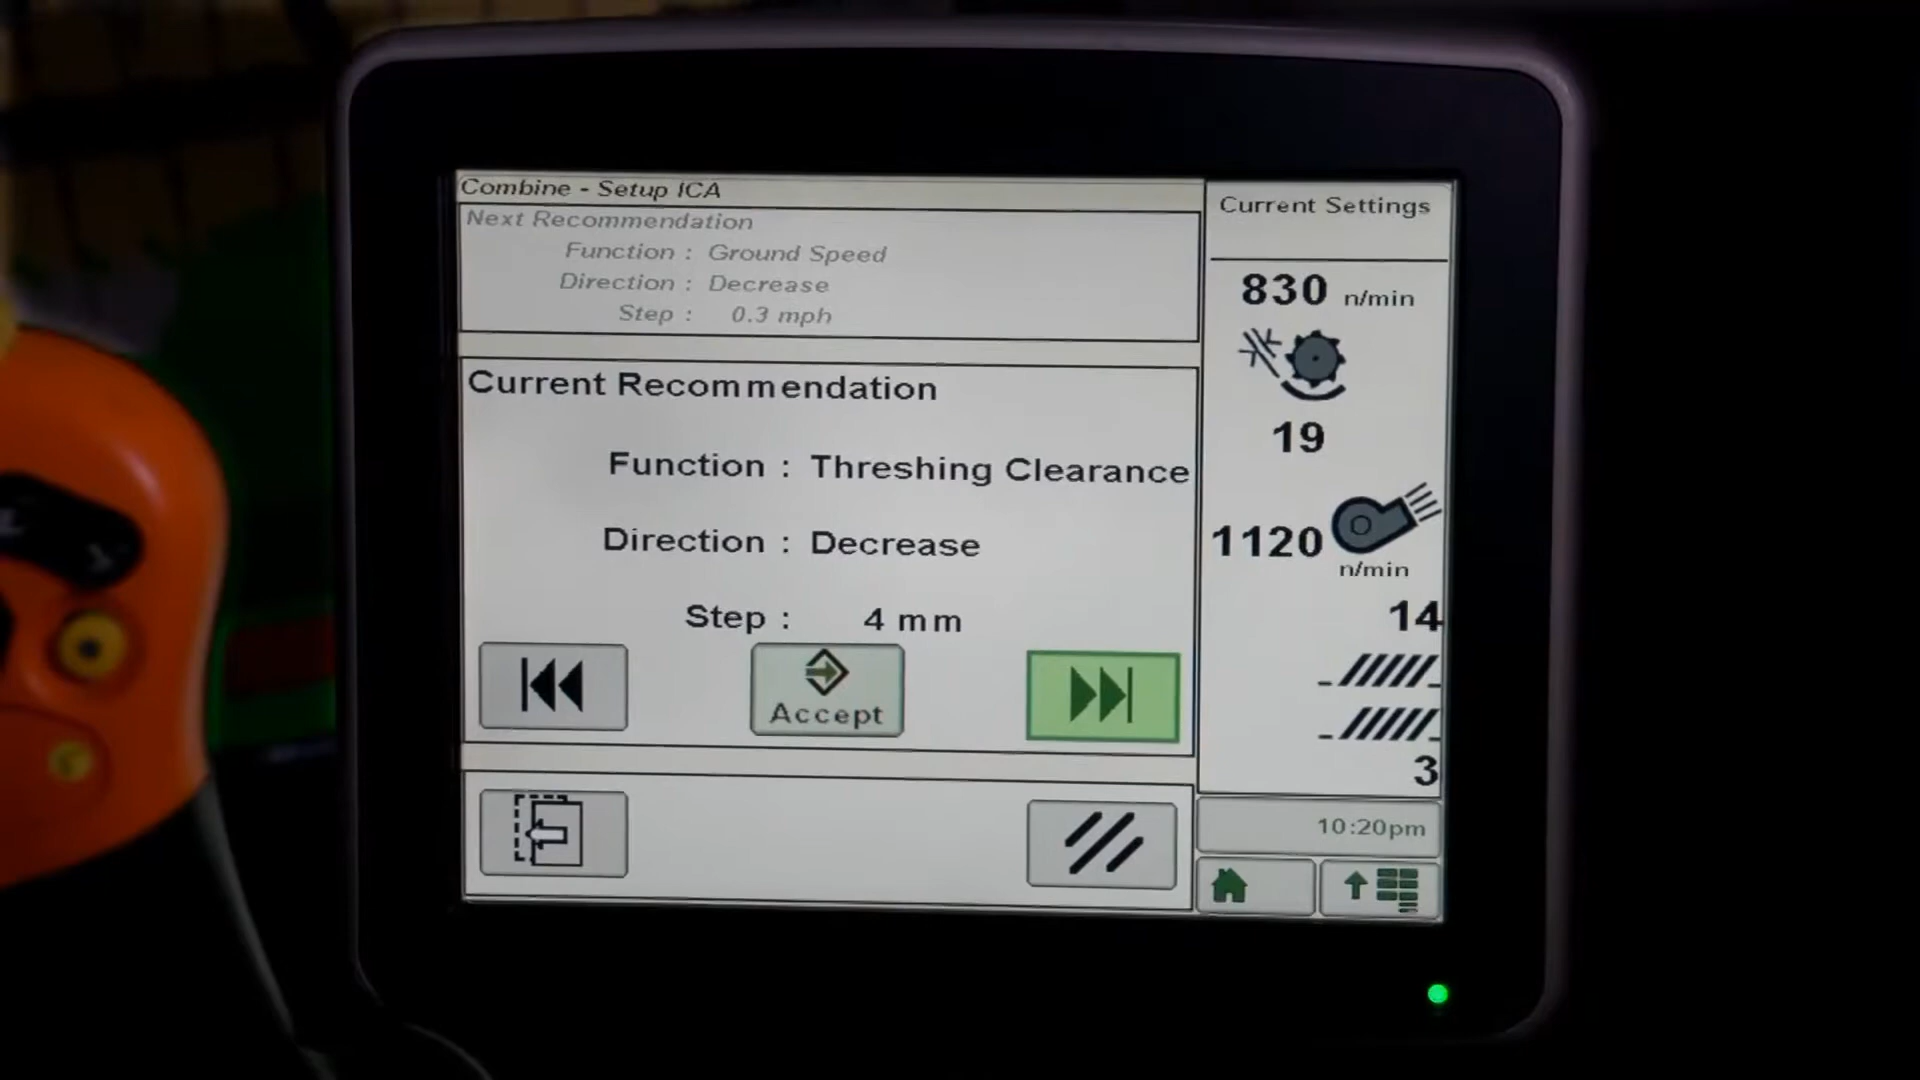 Combine - Setup ICA
Next Recommendation
Function : Ground Speed
Direction : Decrease
Step : 0.3 mph
Current Recommendation
Function : Threshing Clearance
Direction : Decrease
Step : 4 mm
Accept
Current Settings
830 n/min
19
1120
n/min
14
3
10:20pm